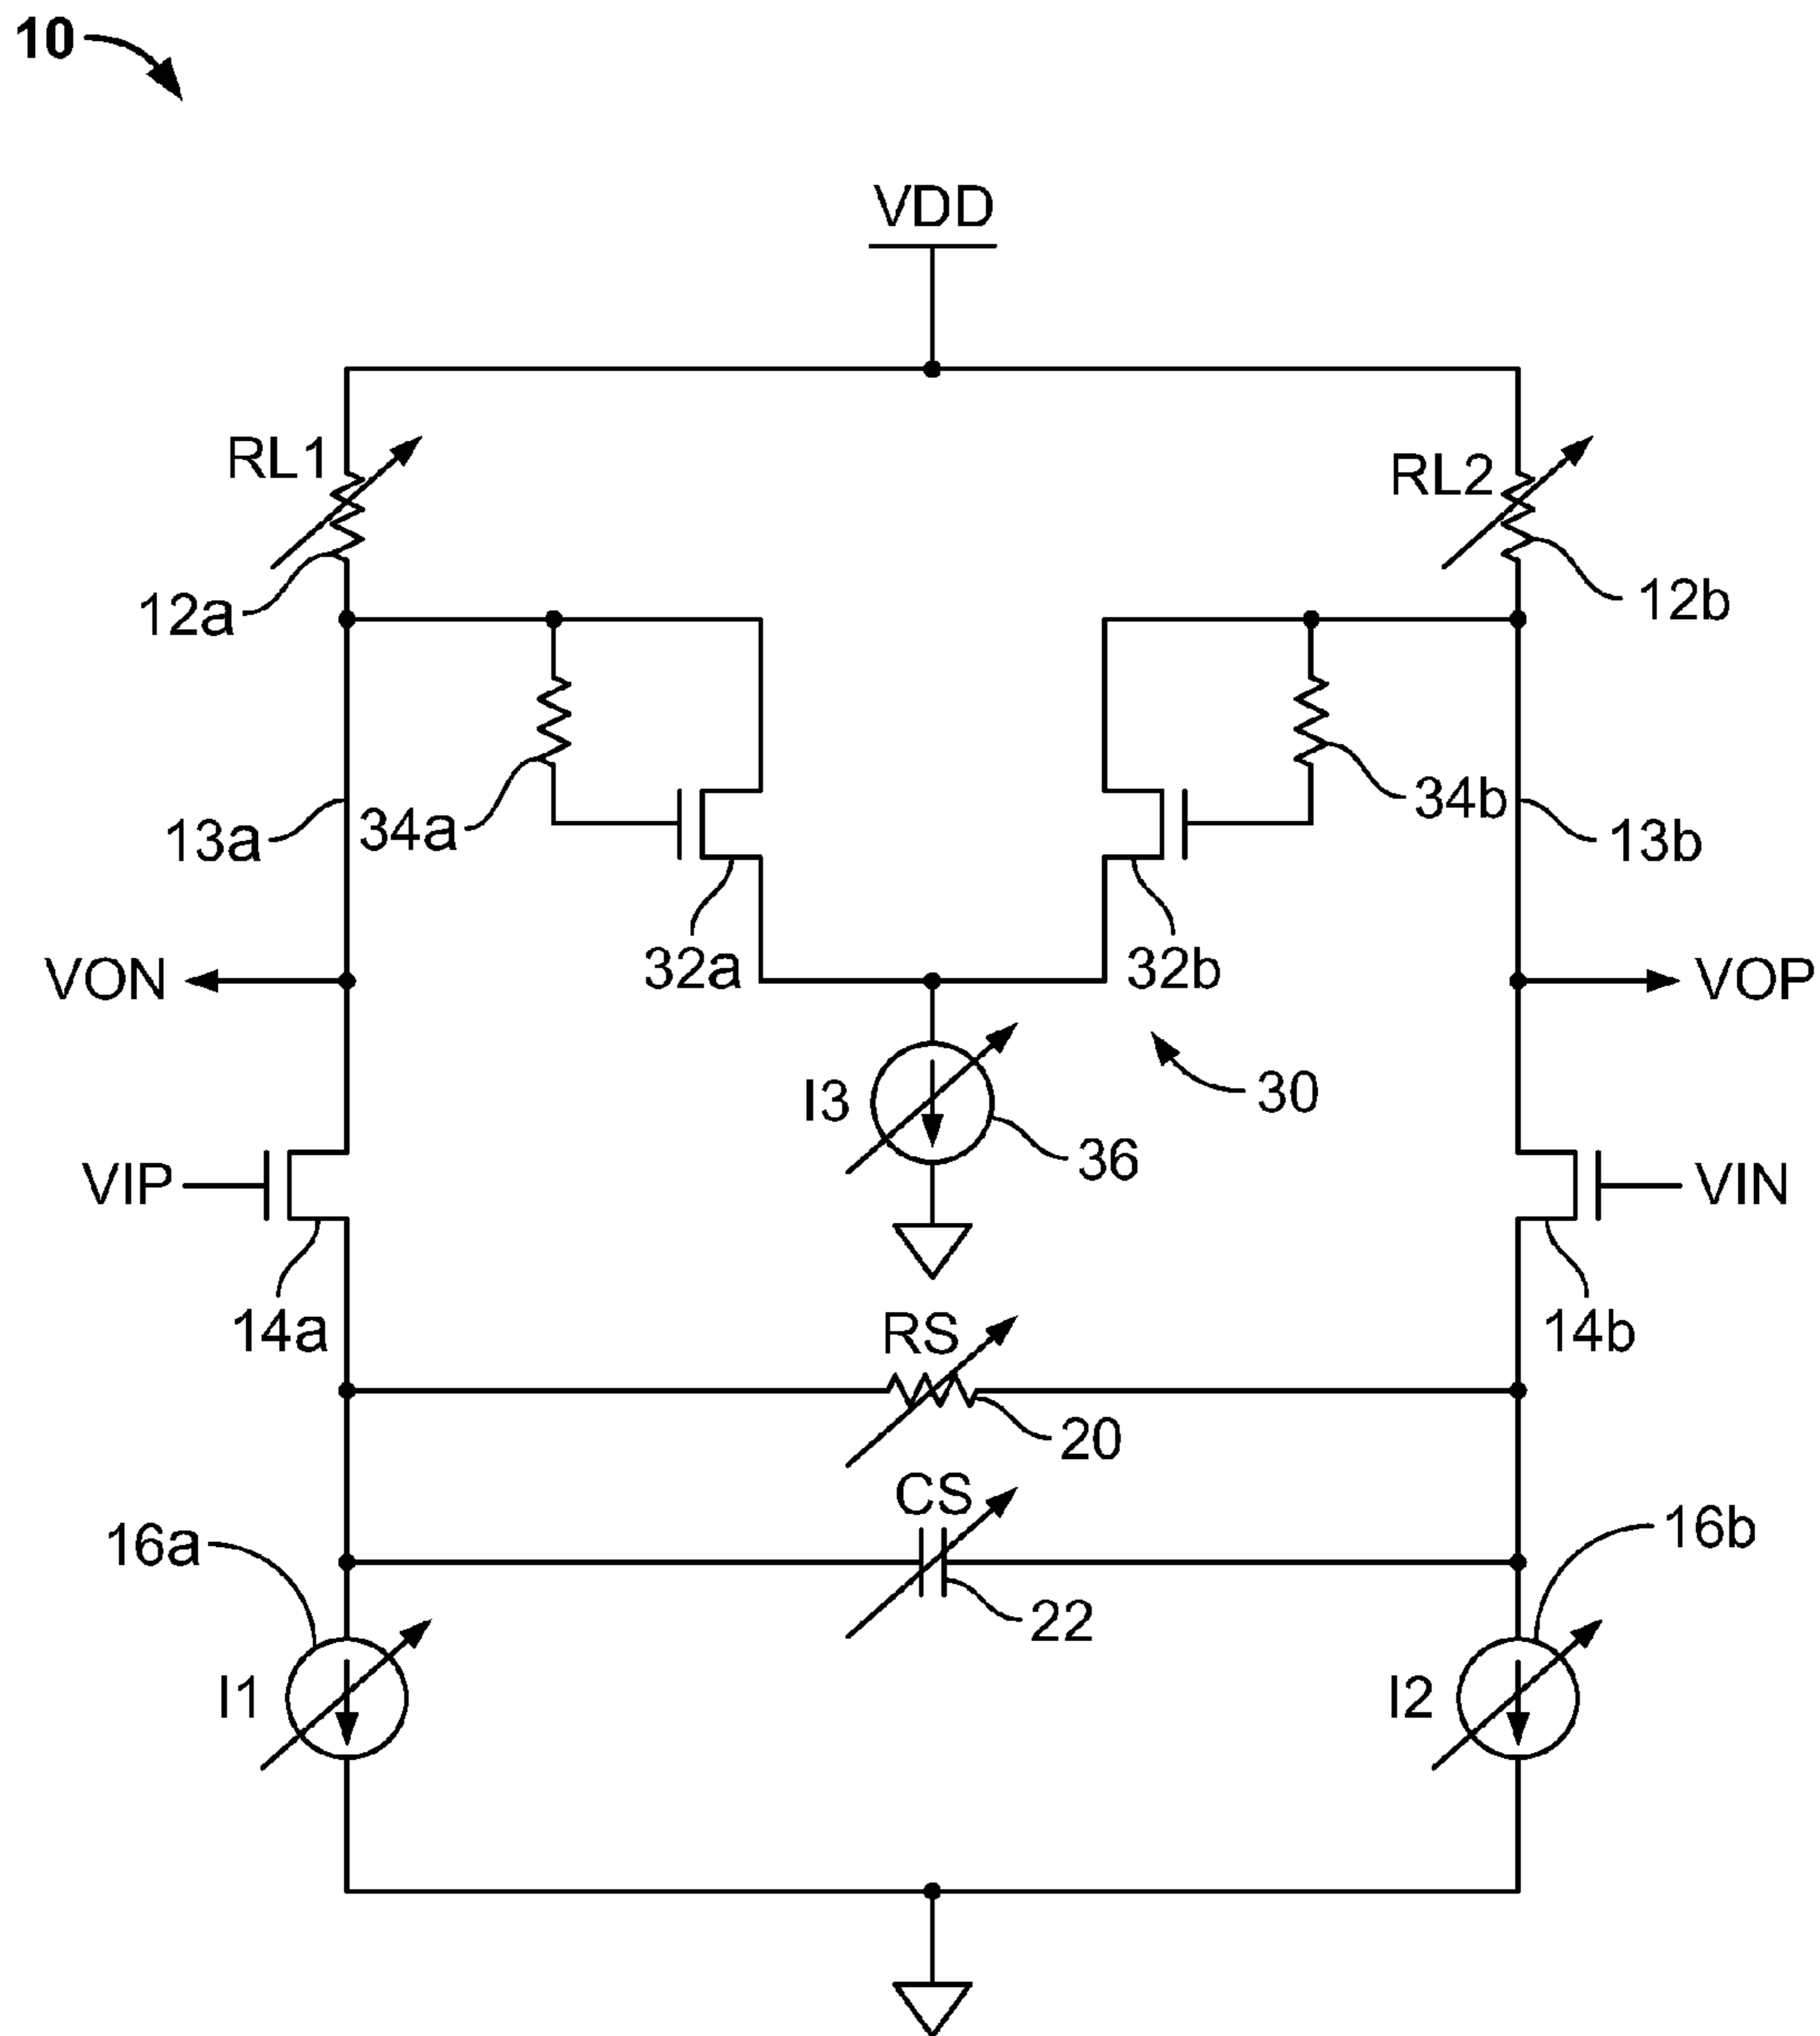 10
VDD
RL1
RL2
12a
12b
34a
34b
13a
13b
32a
32b
VON
VOP
I3
30
36
VIP
VIN
14a
14b
RS
20
CS
16a
16b
22
I1
I2